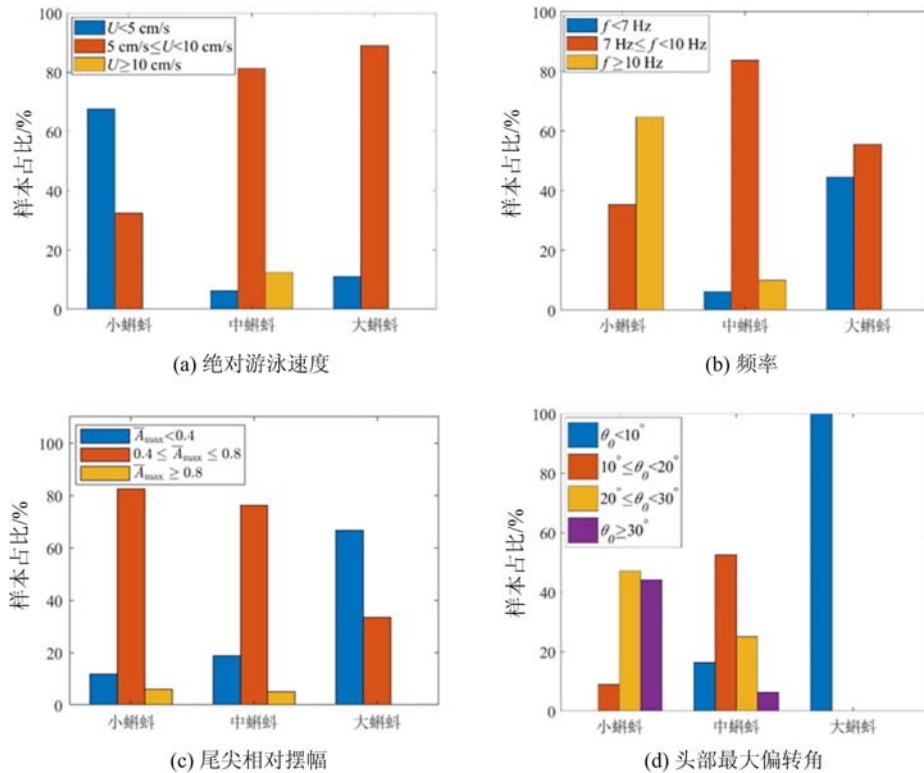 100
80
60
40
20
0
样本占比/%
U<5 cm/s
5 cm/s≤U<10 cm/s
U≥10 cm/s
小蝌蚪 中蝌蚪 大蝌蚪
(a) 绝对游泳速度
100
80
60
40
20
0
样本占比/%
f<7 Hz
7 Hz≤f<10 Hz
f≥10 Hz
小蝌蚪 中蝌蚪 大蝌蚪
(b) 频率
100
80
60
40
20
0
样本占比/%
A̅max<0.4
0.4 ≤ A̅max ≤ 0.8
A̅max ≥ 0.8
小蝌蚪 中蝌蚪 大蝌蚪
(c) 尾尖相对摆幅
100
80
60
40
20
0
样本占比/%
θ0<10°
10°≤θ0<20°
20°≤θ0<30°
θ0≥30°
小蝌蚪 中蝌蚪 大蝌蚪
(d) 头部最大偏转角